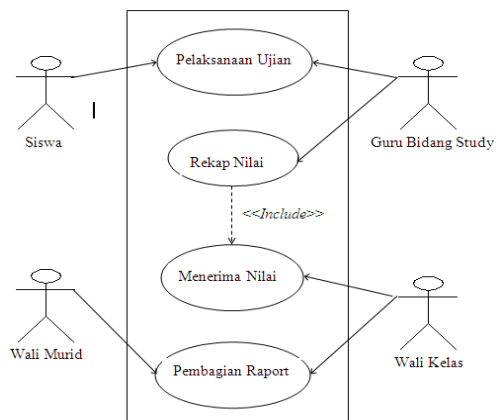 Pelaksanaan Ujian
Siswa
Guru Bidang Study
Rekap Nilai
<<Include>>
Menerima Nilai
Wali Murid
Pembagian Raport
Wali Kelas